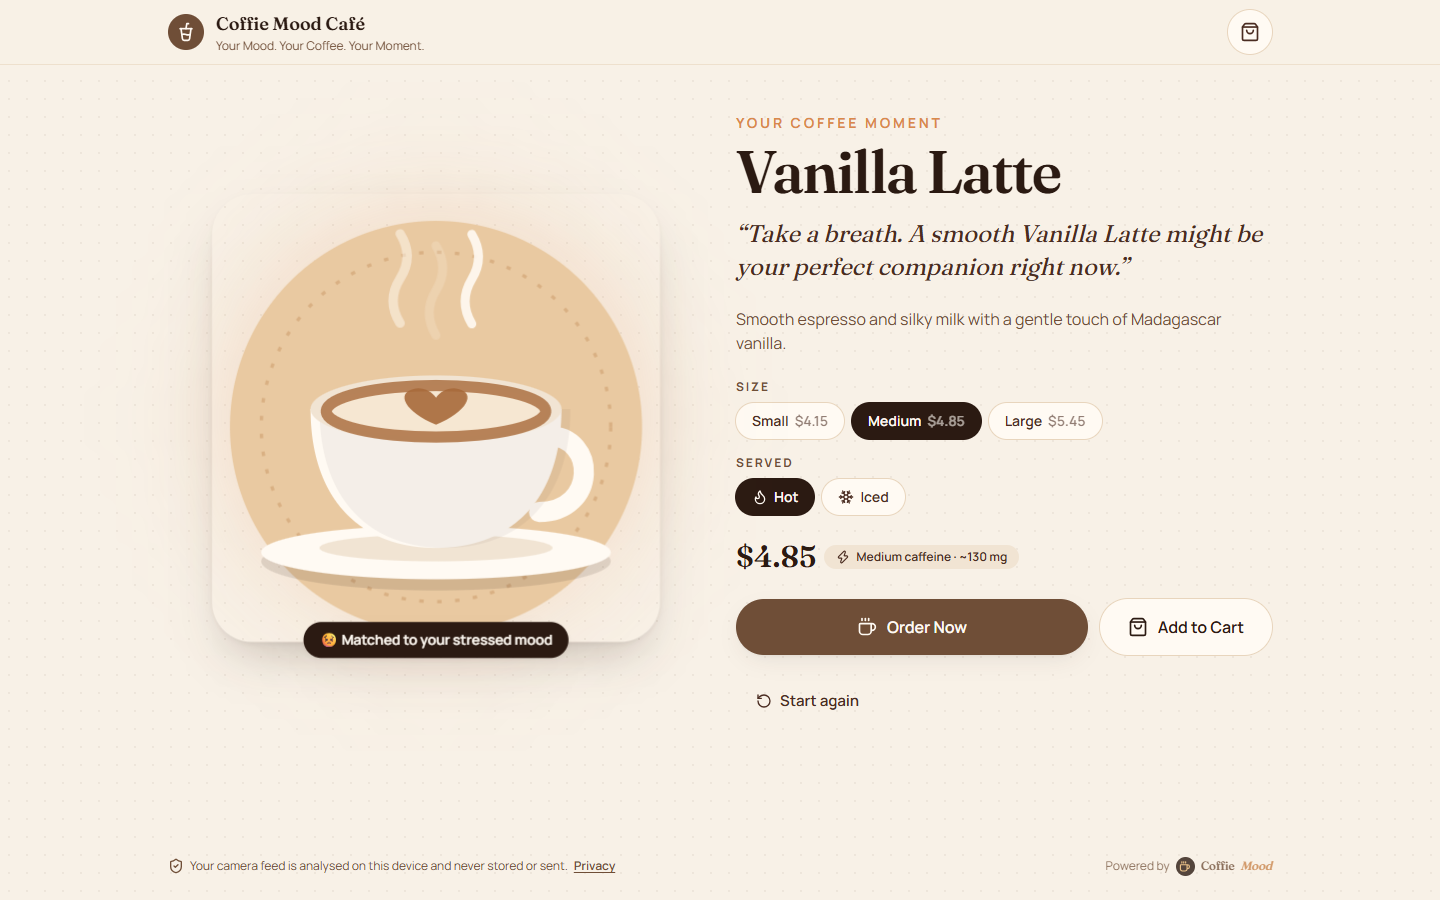 Coffie Mood Café
Your Mood. Your Coffee. Your Moment.
YOUR COFFEE MOMENT
Vanilla Latte
“Take a breath. A smooth Vanilla Latte might be
your perfect companion right now.”
Smooth espresso and silky milk with a gentle touch of Madagascar
vanilla.
SIZE
Small $4.15 Medium $4.85 Large $5.45
SERVED
Hot Iced
$4.85 Medium caffeine · ~130 mg
Order Now Add to Cart
Matched to your stressed mood
Start again
Your camera feed is analysed on this device and never stored or sent. Privacy
Powered by Coffie Mood